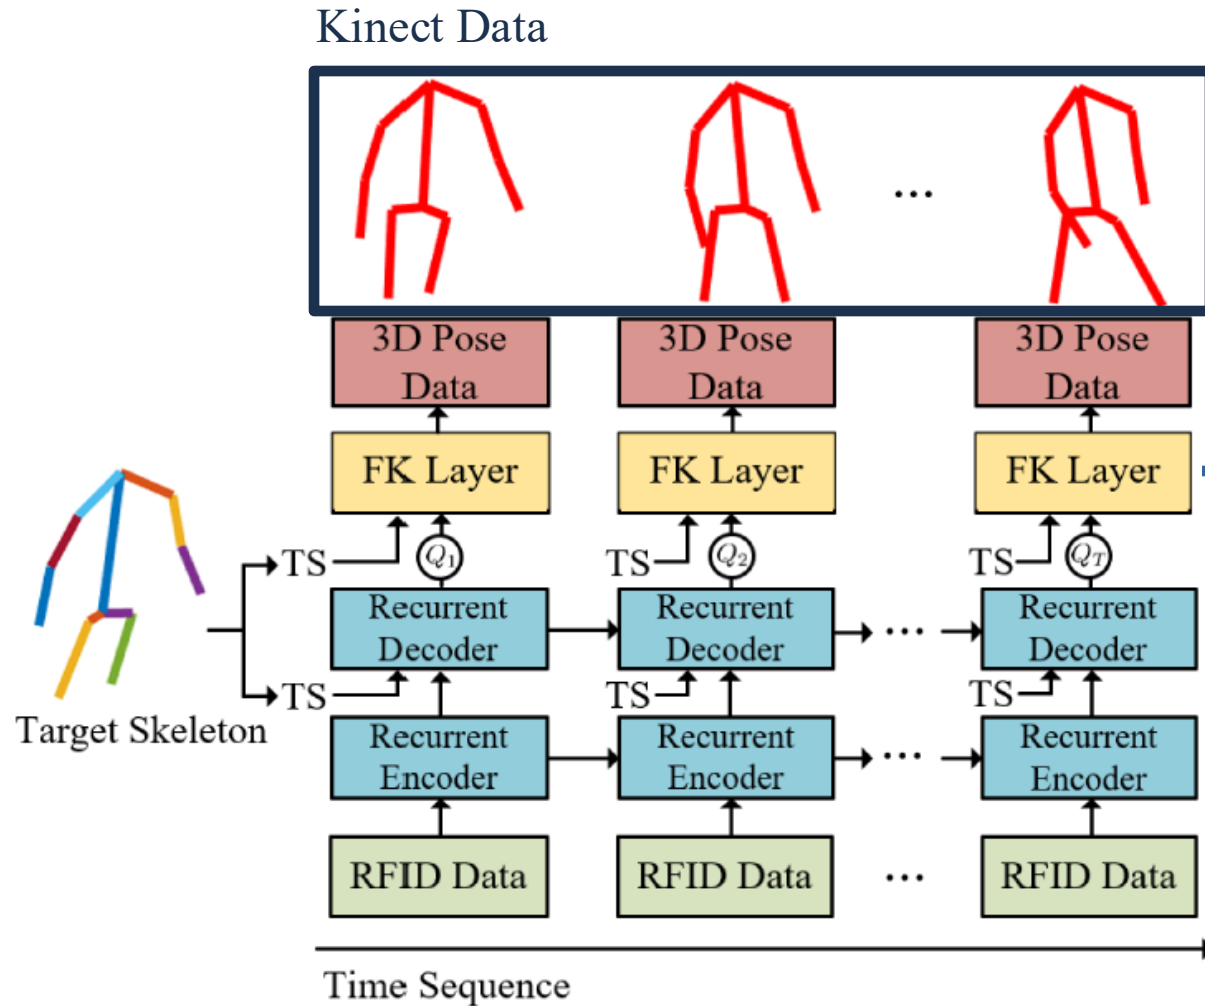 Kinect Data
...
3D Pose
Data
3D Pose
Data
3D Pose
Data
FK Layer
FK Layer
FK Layer
TS
Q1
TS
Q2
TS
QT
Recurrent
Decoder
Recurrent
Decoder
...
Recurrent
Decoder
TS
TS
TS
Target Skeleton
Recurrent
Encoder
Recurrent
Encoder
...
Recurrent
Encoder
RFID Data
RFID Data
...
RFID Data
Time Sequence